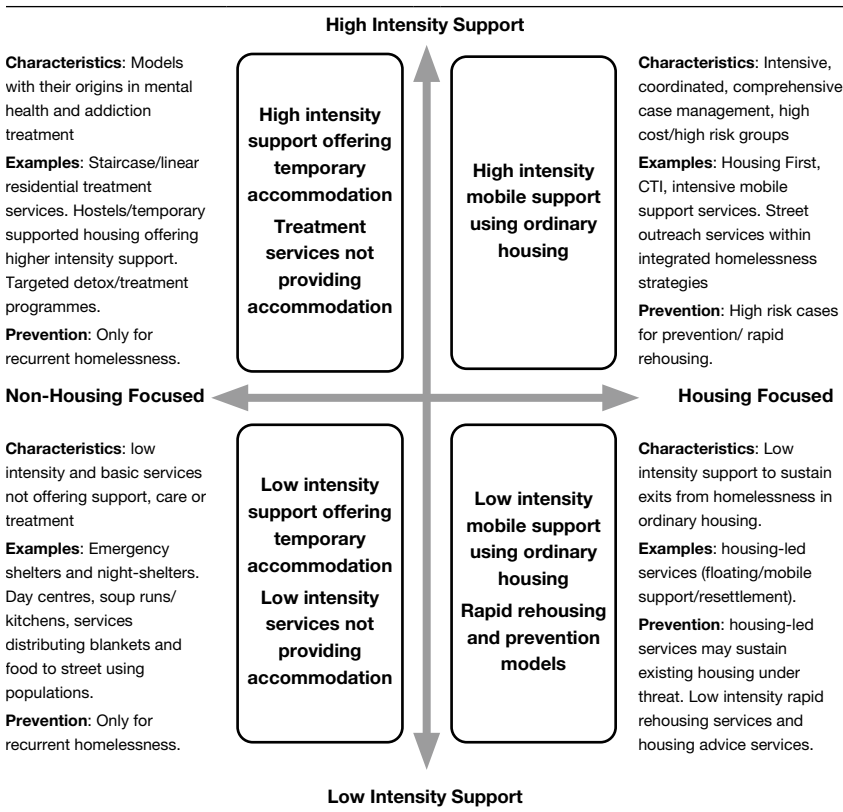 High Intensity Support
Characteristics: Models
with their origins in mental
health and addiction
treatment
Examples: Staircase/linear
residential treatment
services. Hostels/temporary
supported housing offering
higher intensity support.
Targeted detox/treatment
programmes.
Prevention: Only for
recurrent homelessness.
High intensity
support offering
temporary
accommodation
Treatment
services not
providing
accommodation
High intensity
mobile support
using ordinary
housing
Characteristics: Intensive,
coordinated, comprehensive
case management, high
cost/high risk groups
Examples: Housing First,
CTI, intensive mobile
support services. Street
outreach services within
integrated homelessness
strategies
Prevention: High risk cases
for prevention/ rapid
rehousing.
Non-Housing Focused
Housing Focused
Characteristics: low
intensity and basic services
not offering support, care or
treatment
Examples: Emergency
shelters and night-shelters.
Day centres, soup runs/
kitchens, services
distributing blankets and
food to street using
populations.
Prevention: Only for
recurrent homelessness.
Low intensity
support offering
temporary
accommodation
Low intensity
services not
providing
accommodation
Low intensity
mobile support
using ordinary
housing
Rapid rehousing
and prevention
models
Characteristics: Low
intensity support to sustain
exits from homelessness in
ordinary housing.
Examples: housing-led
services (floating/mobile
support/resettlement).
Prevention: housing-led
services may sustain
existing housing under
threat. Low intensity rapid
rehousing services and
housing advice services.
Low Intensity Support